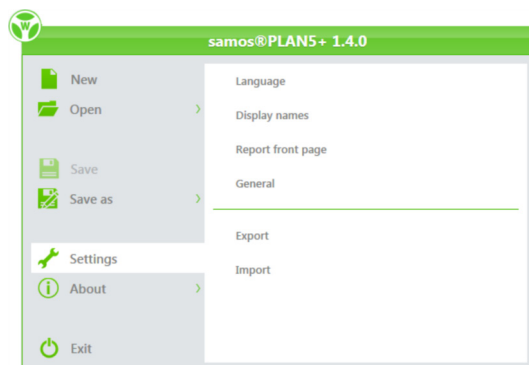 W
samos®PLAN5+ 1.4.0
New
Open
Save
Save as
Settings
About
Exit
Language
Display names
Report front page
General
Export
Import